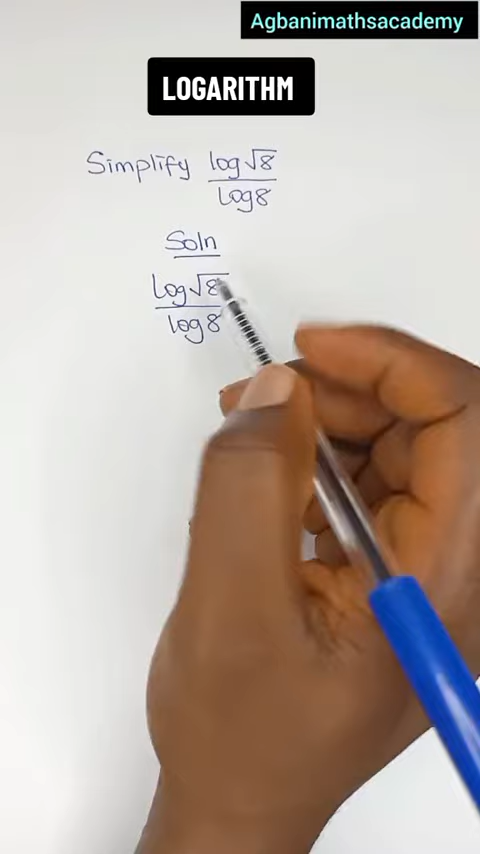 Agbanimathsacademy
LOGARITHM
Simplify log√8
log8
Soln
log√8
log8